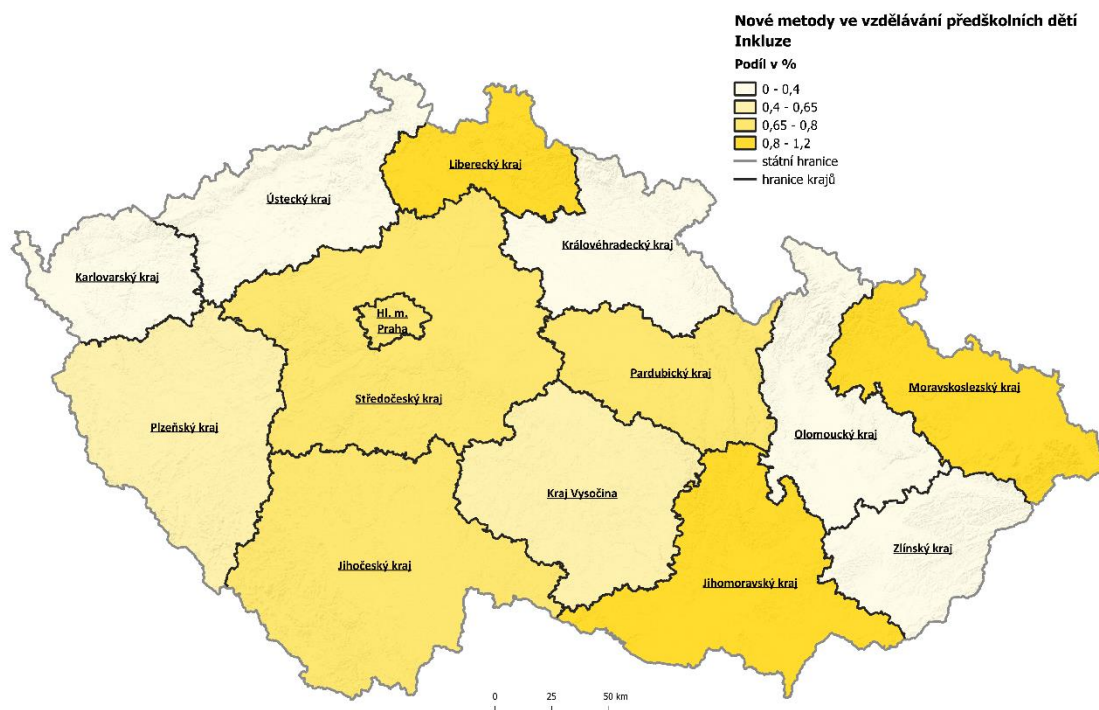 Nové metody ve vzdělávání předškolních dětí
Inkluze
Podíl v %
0 - 0,4
0,4 - 0,65
0,65 - 0,8
0,8 - 1,2
státní hranice
hranice krajů
Liberecký kraj
Ústecký kraj
Královéhradecký kraj
Karlovarský kraj
Hl. m.
Praha
Pardubický kraj
Moravskoslezský kraj
Středočeský kraj
Plzeňský kraj
Olomoucký kraj
Kraj Vysočina
Zlínský kraj
Jihočeský kraj
Jihomoravský kraj
0 25 50 km